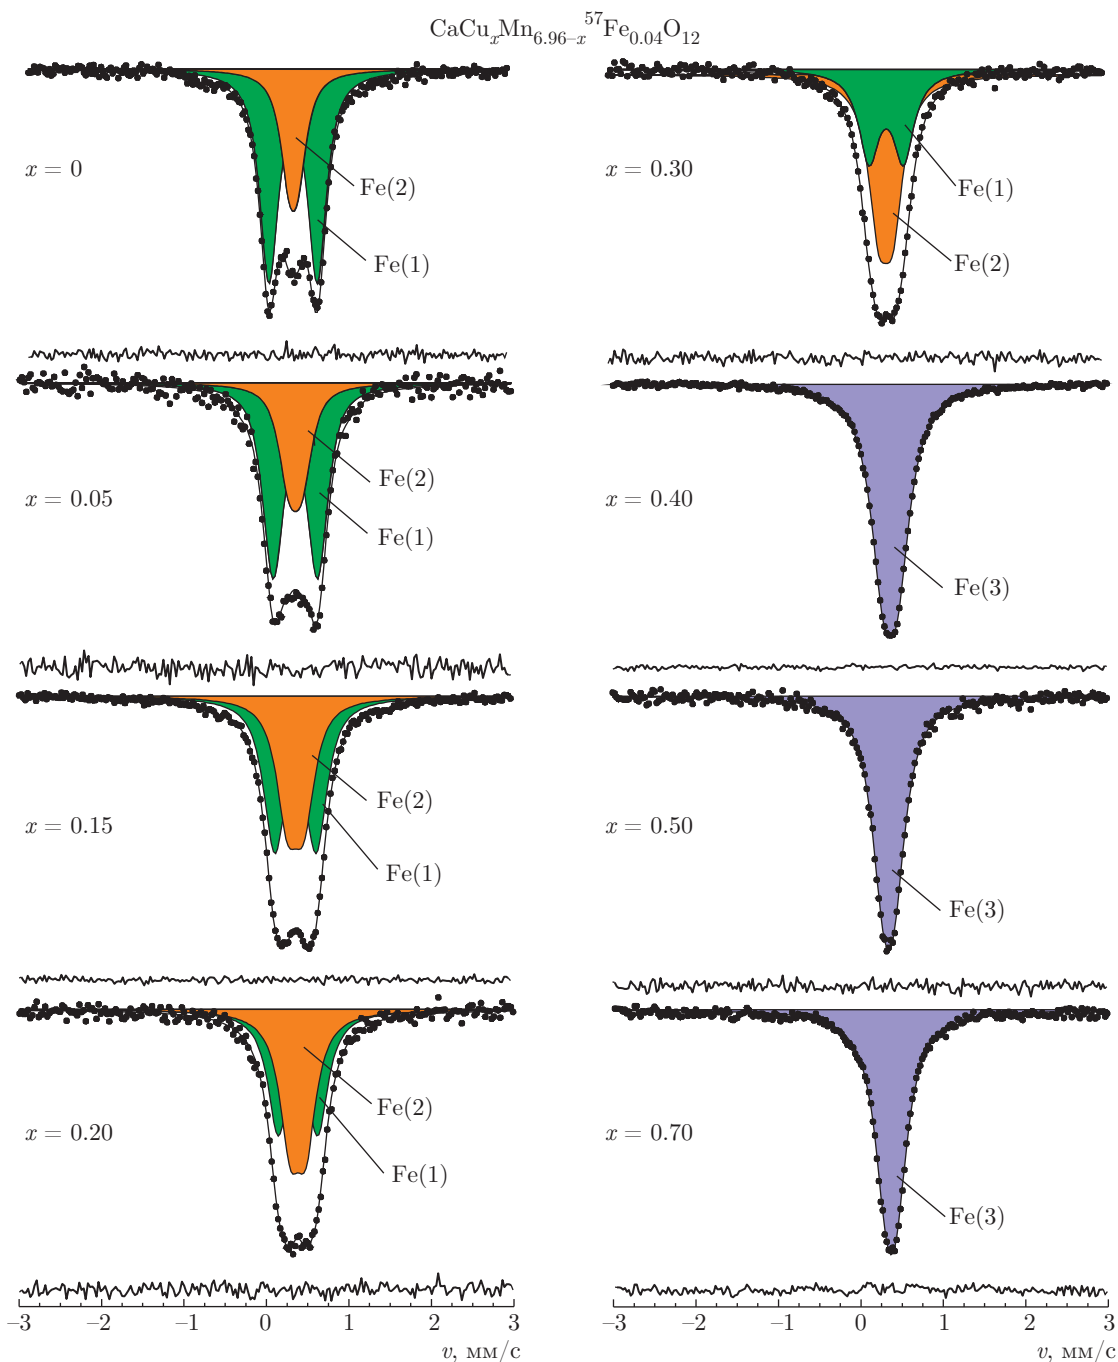 CaCuₓMn₆.₉₆₋ₓ⁵⁷Fe₀.₀₄O₁₂
x = 0
Fe(2)
Fe(1)
x = 0.05
Fe(2)
Fe(1)
x = 0.15
Fe(2)
Fe(1)
x = 0.20
Fe(2)
Fe(1)
–3 –2 –1 0 1 2 3
v, мм/с
x = 0.30
Fe(1)
Fe(2)
x = 0.40
Fe(3)
x = 0.50
Fe(3)
x = 0.70
Fe(3)
–3 –2 –1 0 1 2 3
v, мм/с